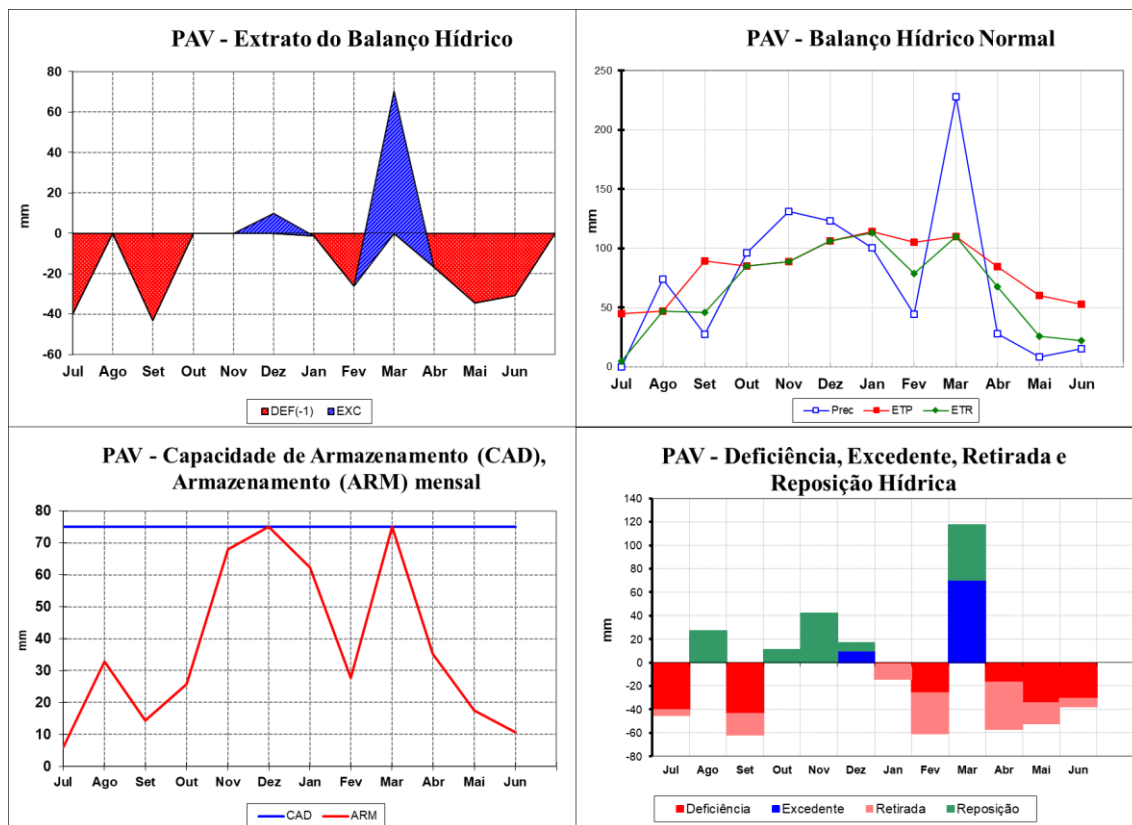 PAV - Extrato do Balanço Hídrico
80
60
40
20
0
-20
-40
-60
mm
Jul Ago Set Out Nov Dez Jan Fev Mar Abr Mai Jun
DEF(-1) EXC
PAV - Balanço Hídrico Normal
250
200
150
100
50
0
mm
Jul Ago Set Out Nov Dez Jan Fev Mar Abr Mai Jun
Prec ETP ETR
PAV - Capacidade de Armazenamento (CAD),
Armazenamento (ARM) mensal
80
70
60
50
40
30
20
10
0
mm
Jul Ago Set Out Nov Dez Jan Fev Mar Abr Mai Jun
CAD ARM
PAV - Deficiência, Excedente, Retirada e
Reposição Hídrica
140
120
100
80
60
40
20
0
-20
-40
-60
-80
mm
Jul Ago Set Out Nov Dez Jan Fev Mar Abr Mai Jun
Deficiência Excedente Retirada Reposição